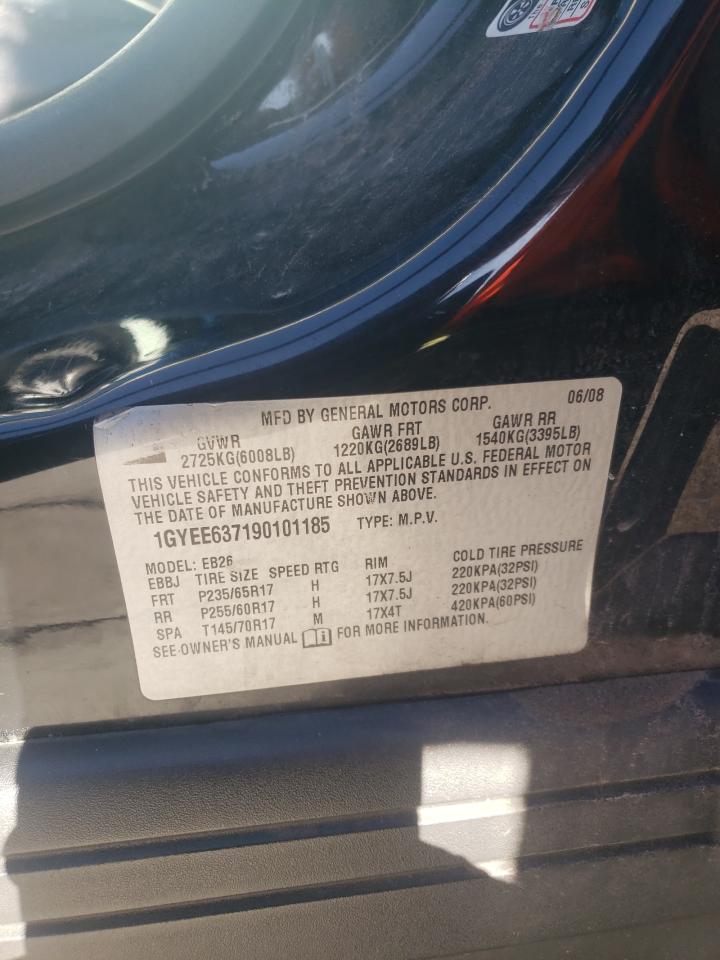 MFD BY GENERAL MOTORS CORP. 06/08
GVWR GAWR FRT GAWR RR
2725KG(6008LB) 1220KG(2689LB) 1540KG(3395LB)
THIS VEHICLE CONFORMS TO ALL APPLICABLE U.S. FEDERAL MOTOR
VEHICLE SAFETY AND THEFT PREVENTION STANDARDS IN EFFECT ON
THE DATE OF MANUFACTURE SHOWN ABOVE.
1GYEE637190101185 TYPE: M.P.V.
MODEL: EB26
EBBJ TIRE SIZE SPEED RTG RIM COLD TIRE PRESSURE
FRT P235/65R17 H 17X7.5J 220KPA(32PSI)
RR P255/60R17 H 17X7.5J 220KPA(32PSI)
SPA T145/70R17 M 17X4T 420KPA(60PSI)
SEE OWNER'S MANUAL FOR MORE INFORMATION.